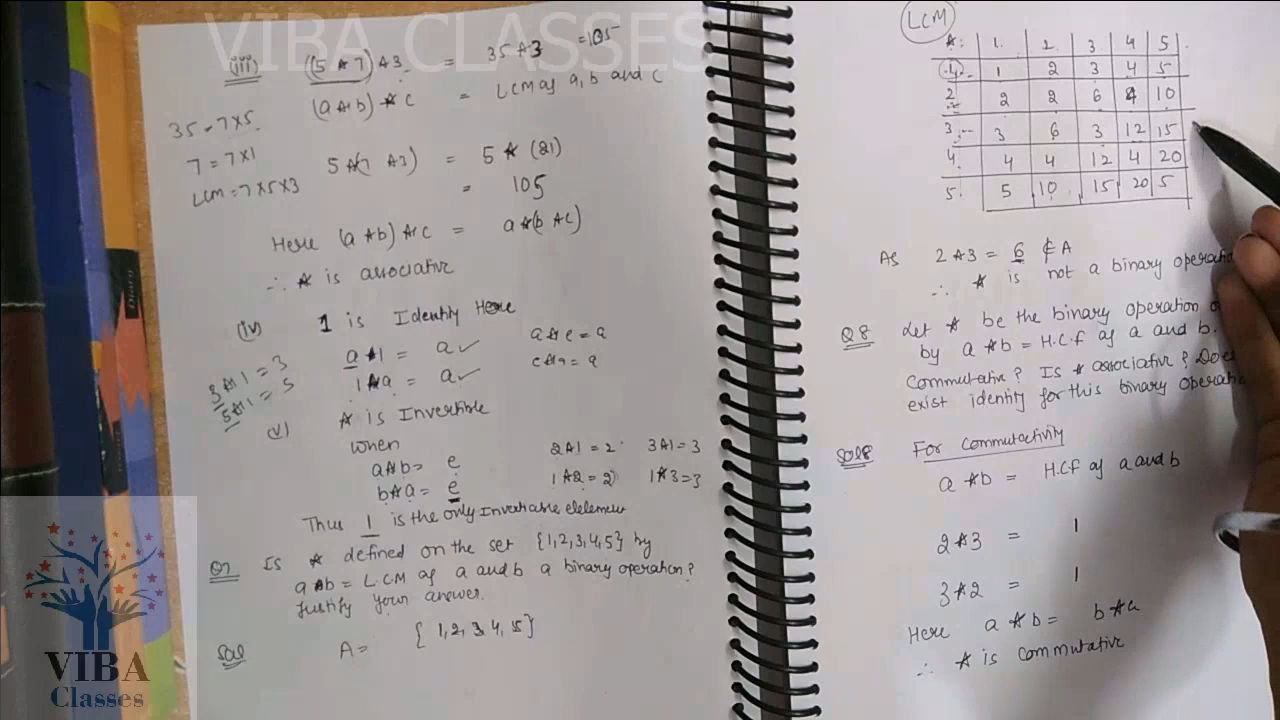 VIBA CLASSES
(iii) (5 * 7) * 3 = 35 * 3 = 105
(a * b) * c = LCM of a, b and c
35 = 7 x 5
7 = 7 x 1
LCM = 7 x 5 x 3
5 * (7 * 3) = 5 * (21)
= 105
Here (a * b) * c = a * (b * c)
∴ * is associative
(iv) 1 is Identity Here
a * 1 = a ✓
a * e = a
1 * a = a ✓
e * a = a
3 * 1 = 3
5 * 1 = 5
(v) * is Invertible
when
a * b = e
2 * 1 = 2 3 * 1 = 3
b * a = e
1 * 2 = 2 1 * 3 = 3
Thus 1 is the only Invertiable
Q7 Is * defined on the set {1,2,3,4,5} by
a * b = L.CM of a and b a binary operation?
Justify your answer.
Sol A = { 1, 2, 3, 4, 5}
VIBA
Classes
LCM
* 1. 2. 3 4 5
1 1 2 3 4 5
2 2 2 6 4 10
3 3 6 3 12 15
4. 4 4 12 4 20
5. 5 10 15 20 5
As 2 * 3 = 6 ∉ A
∴ * is not a binary
Q8 Let * be the binary operation
by a * b = H.C.f of a and b.
Commutative? Is * associative?
exist identity for this binary
Sol8 For Commutativity
a * b = H.C.f of a and b
2 * 3 = 1
3 * 2 = 1
Here a * b = b * a
∴ * is commutative